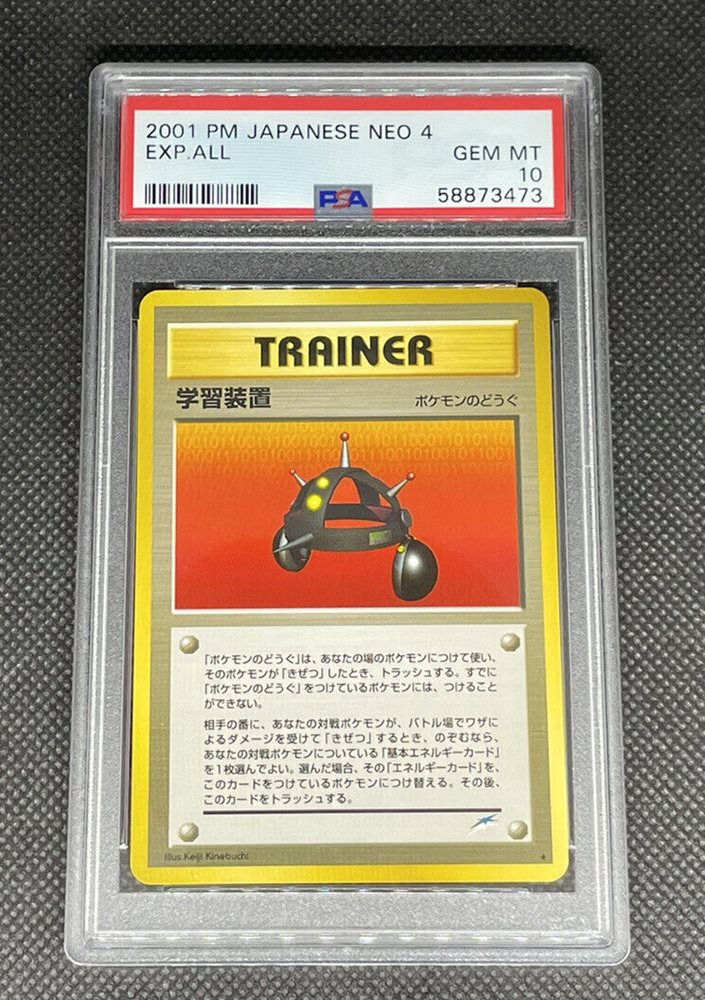 2001 PM JAPANESE NEO 4
EXP.ALL
GEM MT
10
PSA
58873473
TRAINER
学習装置
ポケモンのどうぐ
「ポケモンのどうぐ」は、あなたの場のポケモンにつけて使い、
そのポケモンが「きぜつ」したとき、トラッシュする。すでに
「ポケモンのどうぐ」をつけているポケモンには、つけること
ができない。
相手の番に、あなたの対戦ポケモンが、バトル場でワザに
よるダメージを受けて「きぜつ」するとき、のぞむなら、
あなたの対戦ポケモンについている「基本エネルギーカード」
を1枚選んでよい。選んだ場合、その「エネルギーカード」を、
このカードをつけているポケモンにつけ替える。その後、
このカードをトラッシュする。
Illus. Keiji Kinebuchi
★